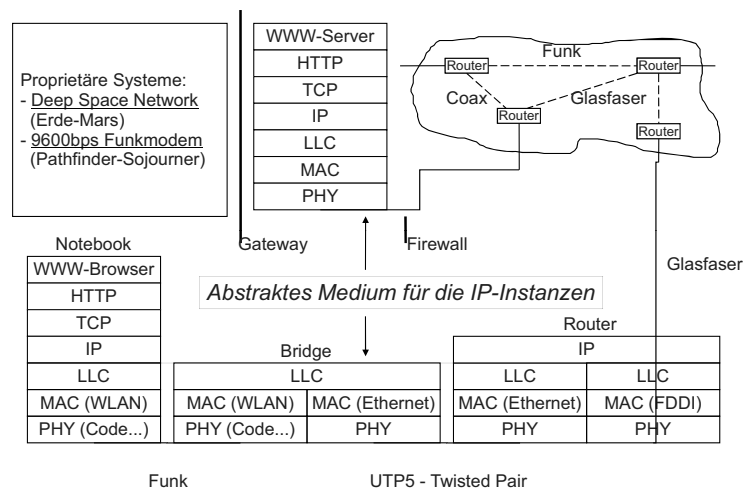 Proprietäre Systeme:
- Deep Space Network
(Erde-Mars)
- 9600bps Funkmodem
(Pathfinder-Sojourner)
WWW-Server
HTTP
TCP
IP
LLC
MAC
PHY
Funk
Router
Router
Coax
Glasfaser
Router
Router
Gateway
Firewall
Glasfaser
Abstraktes Medium für die IP-Instanzen
Notebook
WWW-Browser
HTTP
TCP
IP
LLC
MAC (WLAN)
PHY (Code...)
Bridge
LLC
MAC (WLAN)
MAC (Ethernet)
PHY (Code...)
PHY
Router
IP
LLC
LLC
MAC (Ethernet)
MAC (FDDI)
PHY
PHY
Funk
UTP5 - Twisted Pair